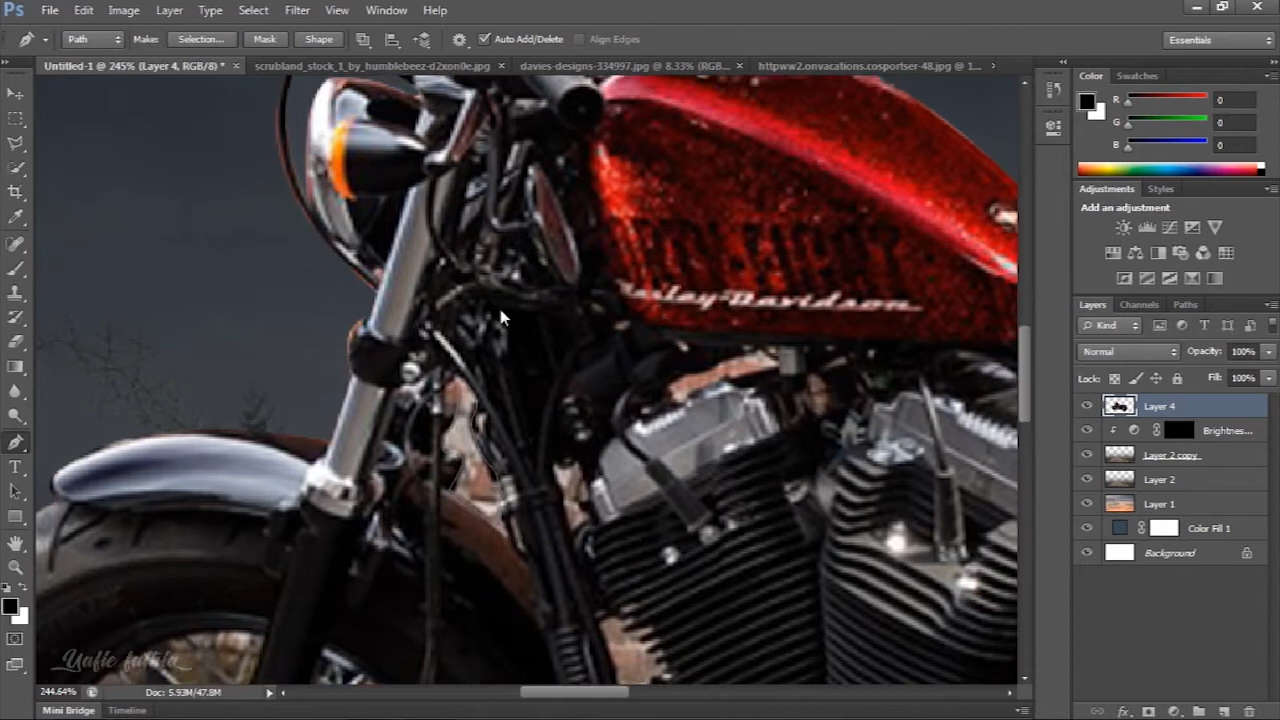 Ps File Edit Image Layer Type Select Filter View Window Help
Path Make: Selection... Mask Shape Auto Add/Delete Align Edges Essentials
Untitled-1 @ 245% (Layer 4, RGB/8) * × scrubland_stock_1_by_humblebeez-d2xon0e.jpg × davies-designs-334997.jpg @ 8.33% (RGB... × httpww2.onvacations.cosportser-48.jpg @ 1...
Color Swatches
R 0
G 0
B 0
Adjustments Styles
Add an adjustment
Harley-Davidson
Layers Channels Paths
Kind
Normal Opacity: 100%
Lock: Fill: 100%
Layer 4
Brightnes...
Layer 2 copy
Layer 2
Layer 1
Color Fill 1
Background
244.64% Doc: 5.93M/47.8M
Mini Bridge Timeline